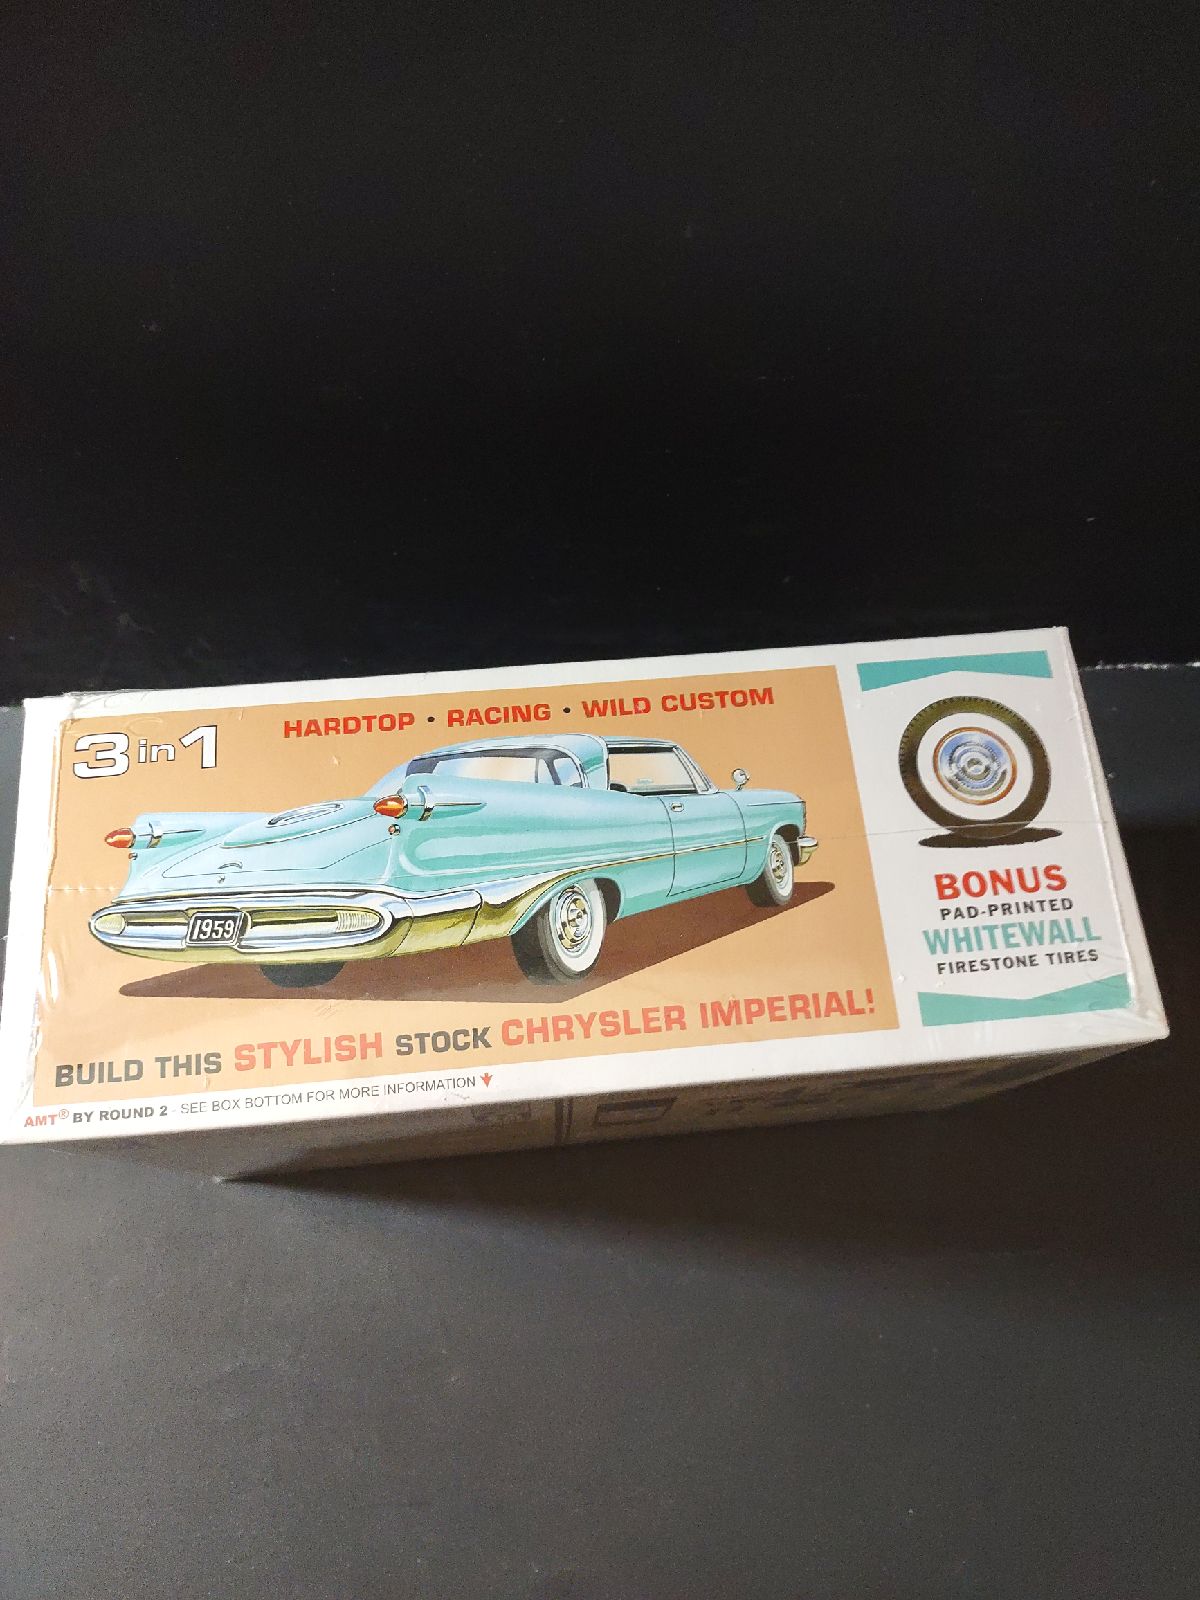 3 in 1
HARDTOP • RACING • WILD CUSTOM
1959
BUILD THIS STYLISH STOCK CHRYSLER IMPERIAL!
AMT® BY ROUND 2 - SEE BOX BOTTOM FOR MORE INFORMATION
BONUS
PAD-PRINTED
WHITEWALL
FIRESTONE TIRES